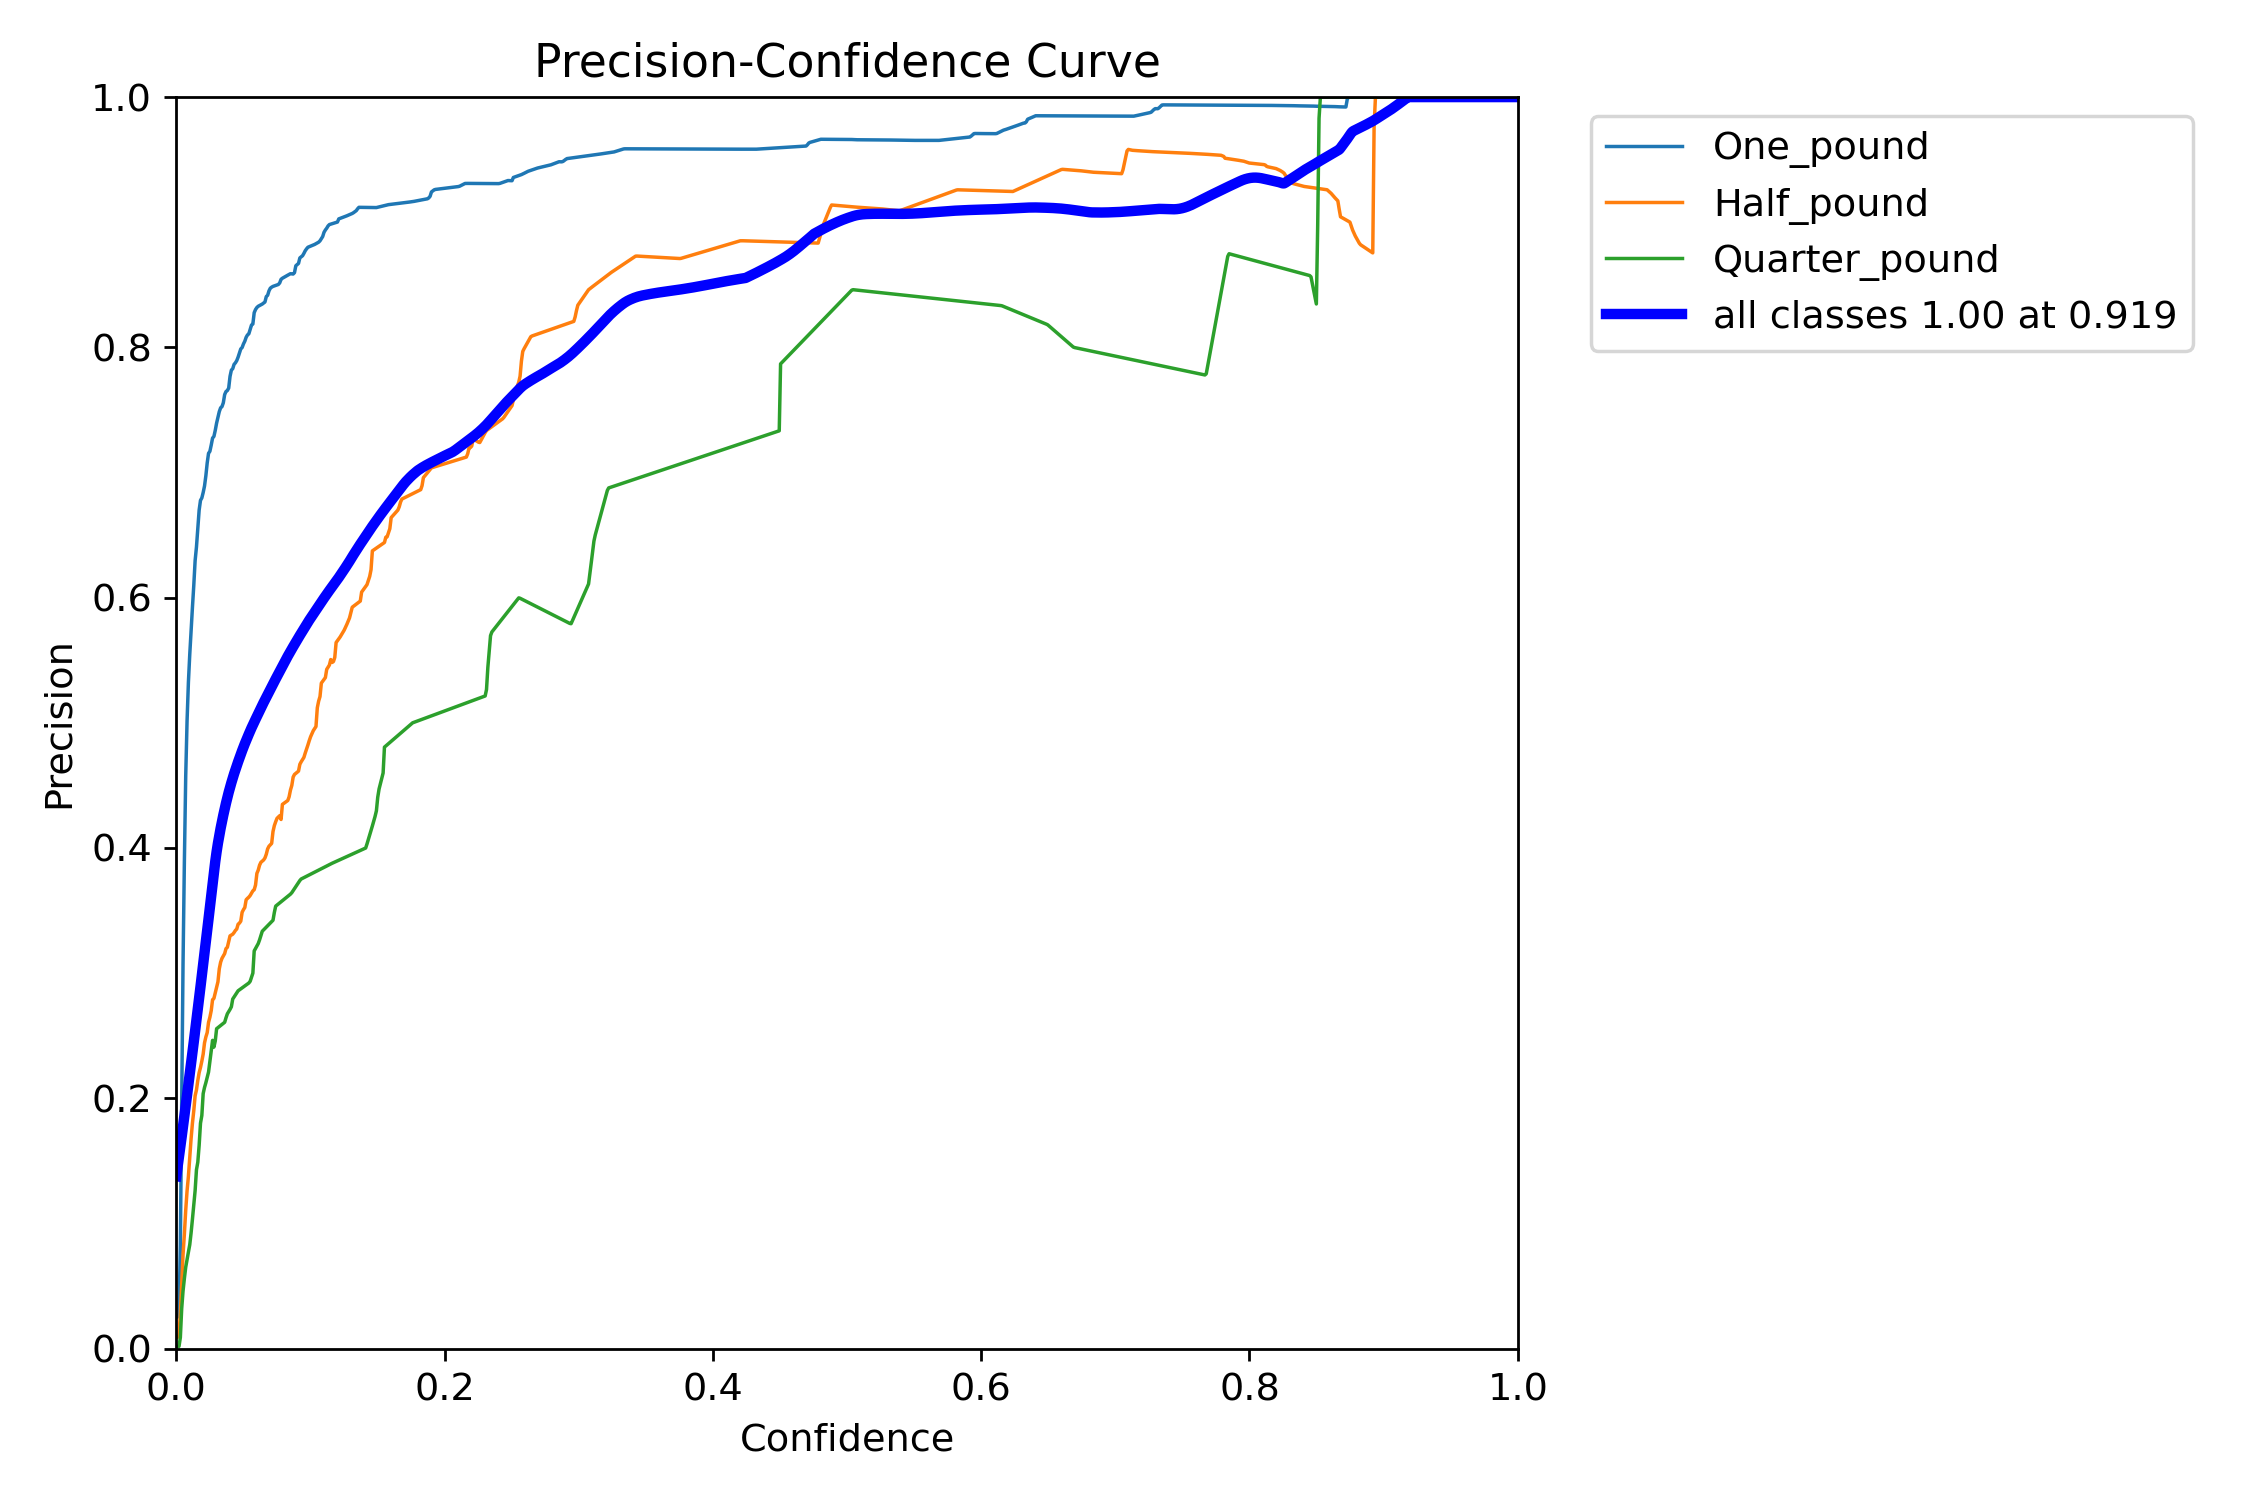 Precision-Confidence Curve
1.0
0.8
0.6
0.4
0.2
0.0
Precision
0.0 0.2 0.4 0.6 0.8 1.0
Confidence
One_pound
Half_pound
Quarter_pound
all classes 1.00 at 0.919